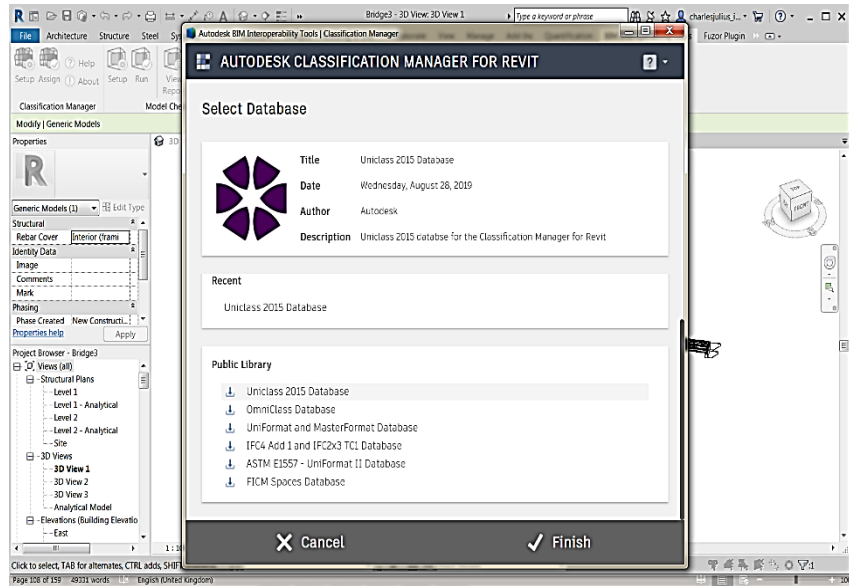 Bridge3 - 3D View: 3D View 1
Type a keyword or phrase
charlesjulius_i...
File Architecture Structure Steel Sys
Fuzor Plugin
Autodesk BIM Interoperability Tools | Classification Manager
AUTODESK CLASSIFICATION MANAGER FOR REVIT
Help
About
Setup Assign Setup Run View
Repo
Classification Manager Model Che
Modify | Generic Models
Properties
3D
R
Generic Models (1) Edit Type
Structural
Rebar Cover Interior (frami
Identity Data
Image
Comments
Mark
Phasing
Phase Created New Constructi...
Properties help Apply
Project Browser - Bridge3
Views (all)
Structural Plans
Level 1
Level 1 - Analytical
Level 2
Level 2 - Analytical
Site
3D Views
3D View 1
3D View 2
3D View 3
Analytical Model
Elevations (Building Elevatio
East
Select Database
Title Uniclass 2015 Database
Date Wednesday, August 28, 2019
Author Autodesk
Description Uniclass 2015 databse for the Classification Manager for Revit
Recent
Uniclass 2015 Database
Public Library
Uniclass 2015 Database
OmniClass Database
UniFormat and MasterFormat Database
IFC4 Add 1 and IFC2x3 TC1 Database
ASTM E1557 - UniFormat II Database
FICM Spaces Database
Cancel Finish
TOP
FRONT
Click to select, TAB for alternates, CTRL adds, SHIFT
Page 108 of 159 49331 words English (United Kingdom)